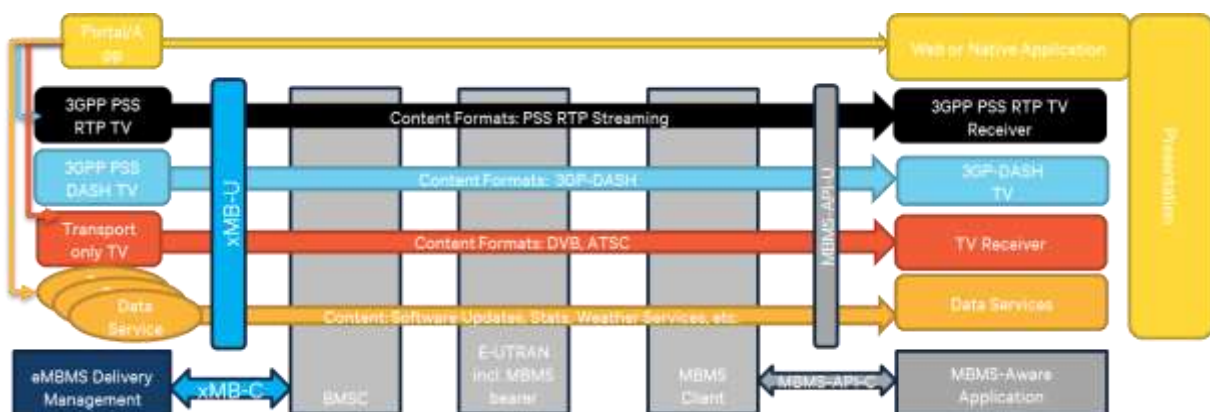 Portal/A
pp
Web or Native Application
3GPP PSS
RTP TV
Content Formats: PSS RTP Streaming
3GPP PSS RTP TV
Receiver
3GPP PSS
DASH TV
Content Formats: 3GP-DASH
3GP-DASH
TV
Transport
only TV
Content Formats: DVB, ATSC
TV Receiver
Data
Service
Content: Software Updates, Stats, Weather Services, etc.
Data Services
xMB-U
MBMS-API-U
Presentation
eMBMS Delivery
Management
xMB-C
BMSC
E-UTRAN
incl. MBMS
bearer
MBMS
Client
MBMS-API-C
MBMS-Aware
Application